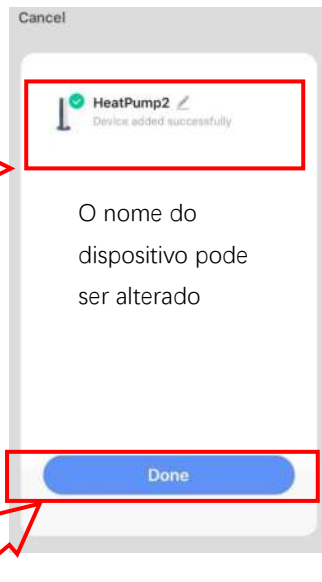 Cancel
HeatPump2
Device added successfully
O nome do
dispositivo pode
ser alterado
Done